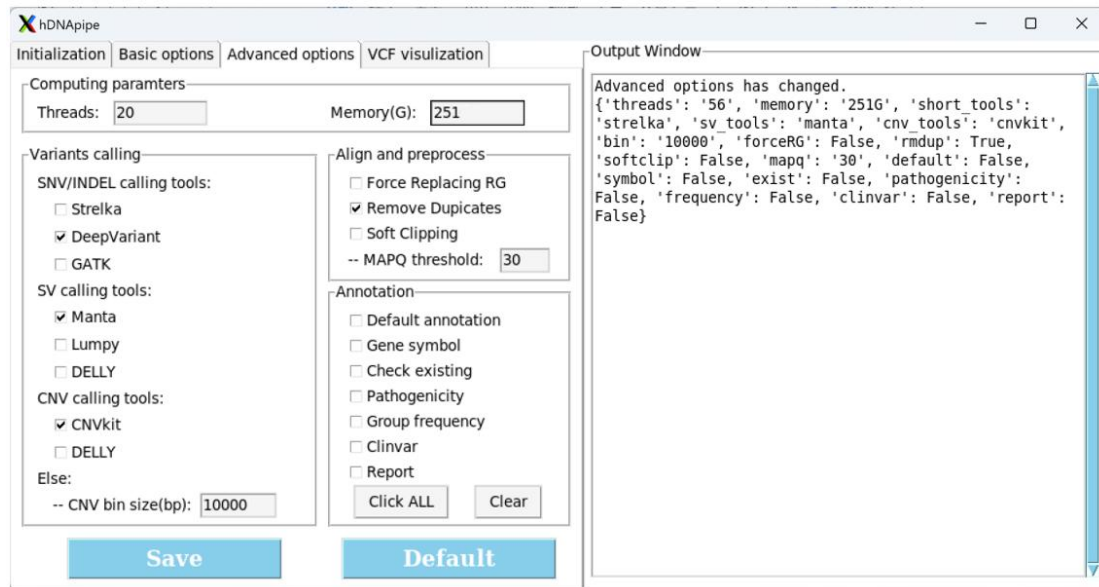 hDNApipe
Initialization Basic options Advanced options VCF visulization
Computing paramters
Threads: 20 Memory(G): 251
Variants calling
SNV/INDEL calling tools:
Strelka
DeepVariant
GATK
SV calling tools:
Manta
Lumpy
DELLY
CNV calling tools:
CNVkit
DELLY
Else:
-- CNV bin size(bp): 10000
Align and preprocess
Force Replacing RG
Remove Dupicates
Soft Clipping
-- MAPQ threshold: 30
Annotation
Default annotation
Gene symbol
Check existing
Pathogenicity
Group frequency
Clinvar
Report
Click ALL Clear
Save Default
Output Window
Advanced options has changed.
{'threads': '56', 'memory': '251G', 'short_tools':
'strelka', 'sv_tools': 'manta', 'cnv_tools': 'cnvkit',
'bin': '10000', 'forceRG': False, 'rmdup': True,
'softclip': False, 'mapq': '30', 'default': False,
'symbol': False, 'exist': False, 'pathogenicity':
False, 'frequency': False, 'clinvar': False, 'report':
False}